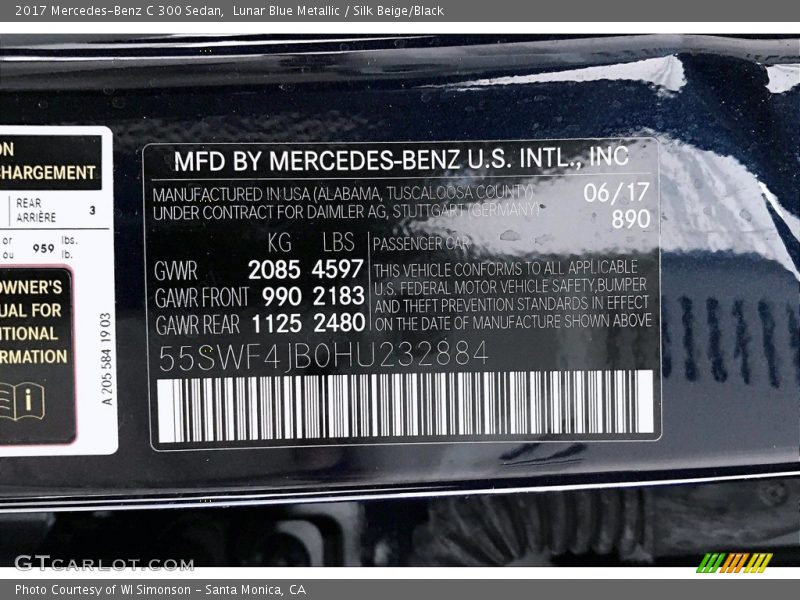 2017 Mercedes-Benz C 300 Sedan,  Lunar Blue Metallic / Silk Beige/Black
ON
CHARGEMENT
REAR
ARRIÈRE
3
or
ou
959
lbs.
lb.
OWNER'S
UAL FOR
ITIONAL
RMATION
A 205 584 19 03
MFD BY MERCEDES-BENZ U.S. INTL., INC
MANUFACTURED IN USA (ALABAMA, TUSCALOOSA COUNTY)
UNDER CONTRACT FOR DAIMLER AG, STUTTGART (GERMANY)
06/17
890
KG LBS
GWR 2085 4597
GAWR FRONT 990 2183
GAWR REAR 1125 2480
PASSENGER CAR
THIS VEHICLE CONFORMS TO ALL APPLICABLE
U.S. FEDERAL MOTOR VEHICLE SAFETY,BUMPER
AND THEFT PREVENTION STANDARDS IN EFFECT
ON THE DATE OF MANUFACTURE SHOWN ABOVE
55SWF4JB0HU232884
GTCARLOT.COM
Photo Courtesy of WI Simonson - Santa Monica, CA